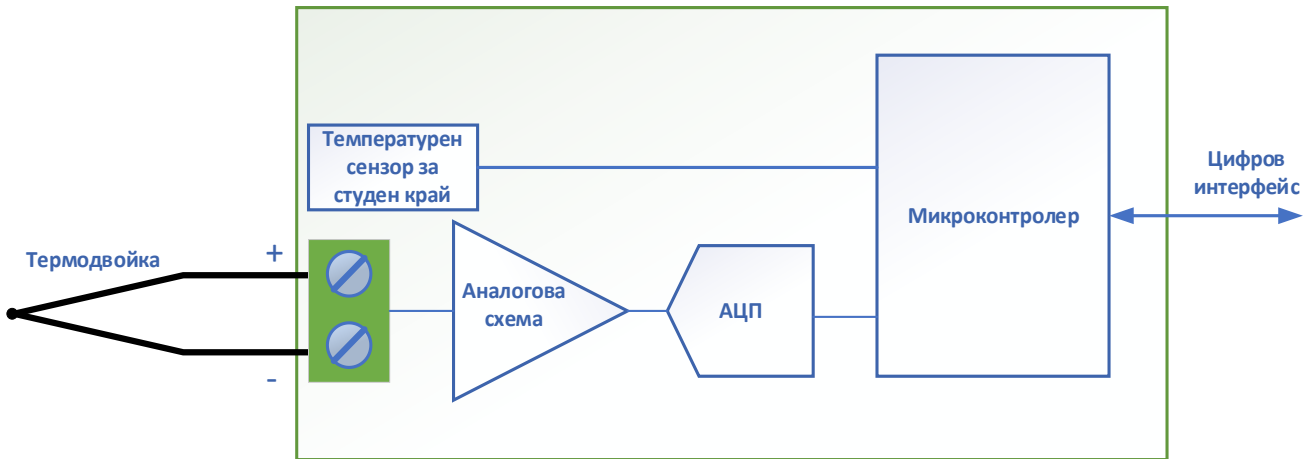 Температурен
сензор за
студен край
Цифров
интерфейс
Микроконтролер
+
Термодвойка
Аналогова
схема
АЦП
-